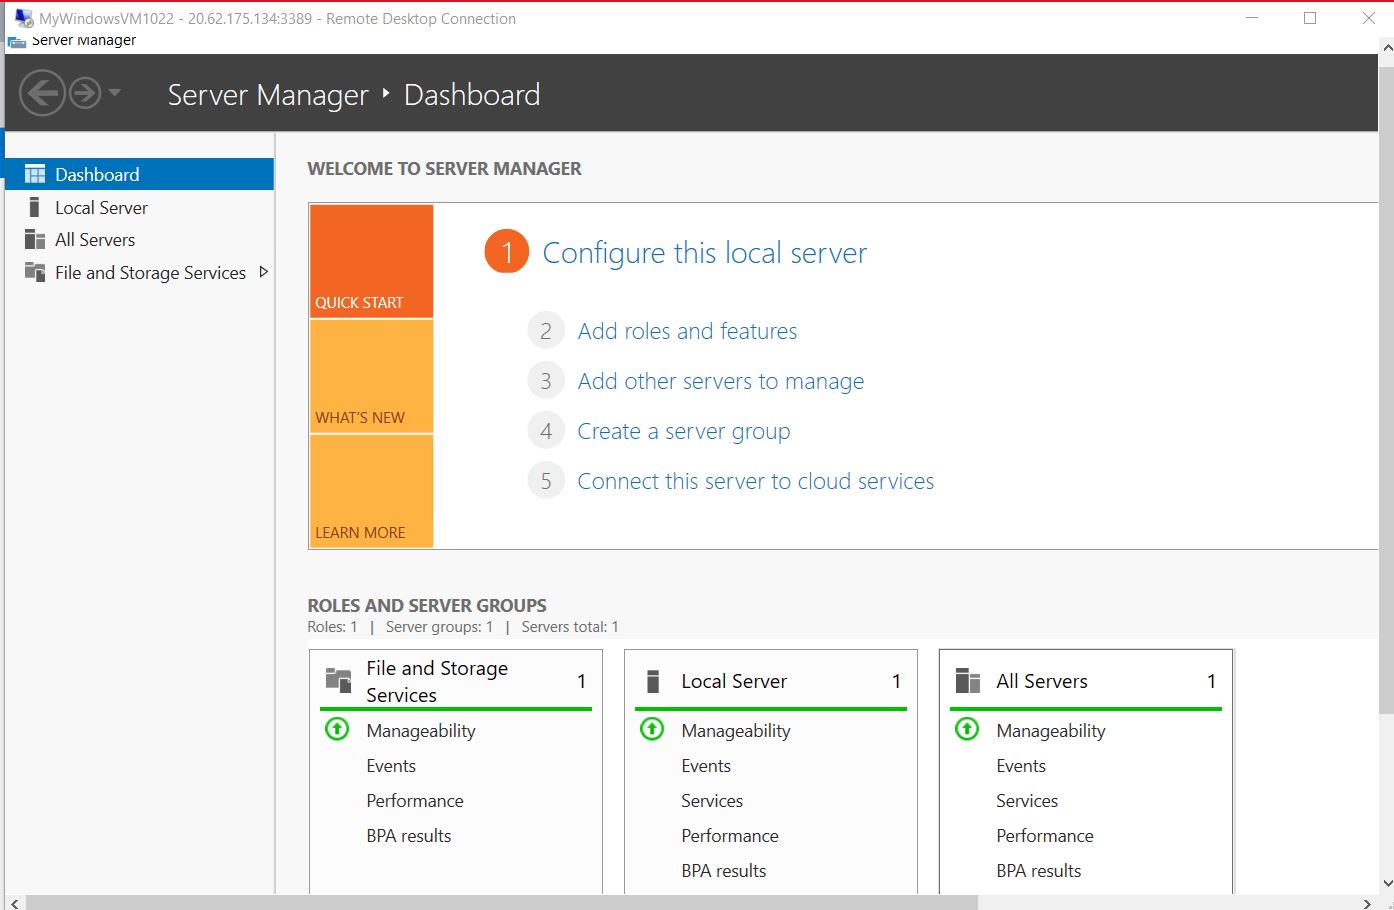 MyWindowsVM1022 - 20.62.175.134:3389 - Remote Desktop Connection
Server Manager
Server Manager ‣ Dashboard
Dashboard
Local Server
All Servers
File and Storage Services
WELCOME TO SERVER MANAGER
QUICK START
WHAT'S NEW
LEARN MORE
1 Configure this local server
2 Add roles and features
3 Add other servers to manage
4 Create a server group
5 Connect this server to cloud services
ROLES AND SERVER GROUPS
Roles: 1 | Server groups: 1 | Servers total: 1
File and Storage
Services 1
Manageability
Events
Performance
BPA results
Local Server 1
Manageability
Events
Services
Performance
BPA results
All Servers 1
Manageability
Events
Services
Performance
BPA results